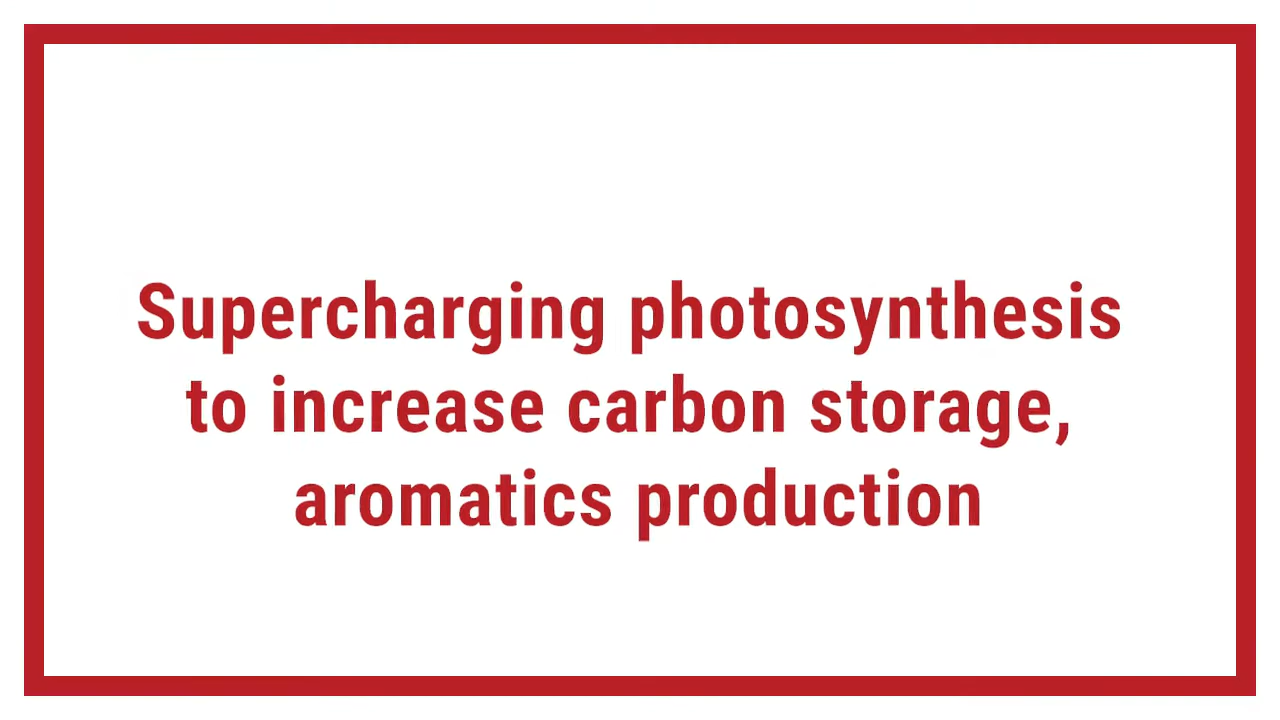 Supercharging photosynthesis
to increase carbon storage,
aromatics production